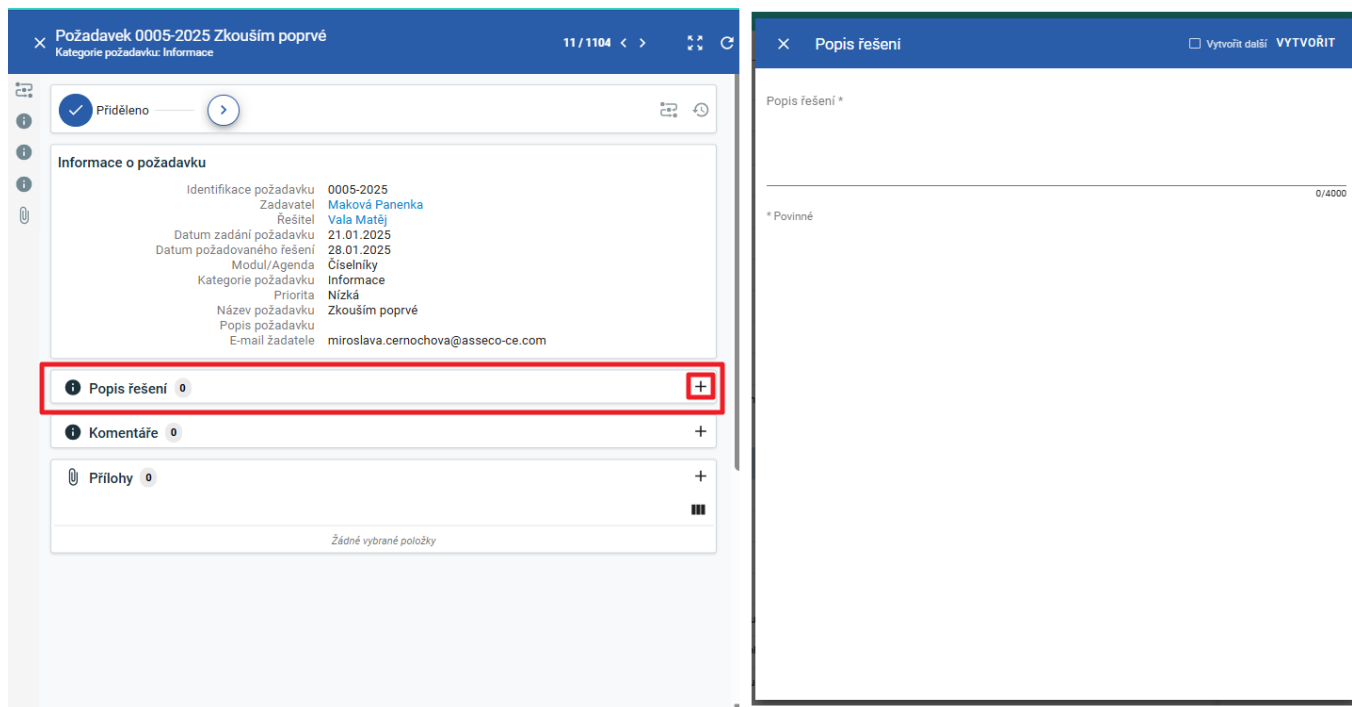 Požadavek 0005-2025 Zkouším poprvé
Kategorie požadavku: Informace
11 / 1104
Přiděleno
Informace o požadavku
Identifikace požadavku 0005-2025
Zadavatel Maková Panenka
Řešitel Vala Matěj
Datum zadání požadavku 21.01.2025
Datum požadovaného řešení 28.01.2025
Modul/Agenda Číselníky
Kategorie požadavku Informace
Priorita Nízká
Název požadavku Zkouším poprvé
Popis požadavku
E-mail žadatele miroslava.cernochova@asseco-ce.com
Popis řešení 0
Komentáře 0
Přílohy 0
Žádné vybrané položky
Popis řešení
Vytvořit další VYTVOŘIT
Popis řešení *
0/4000
* Povinné